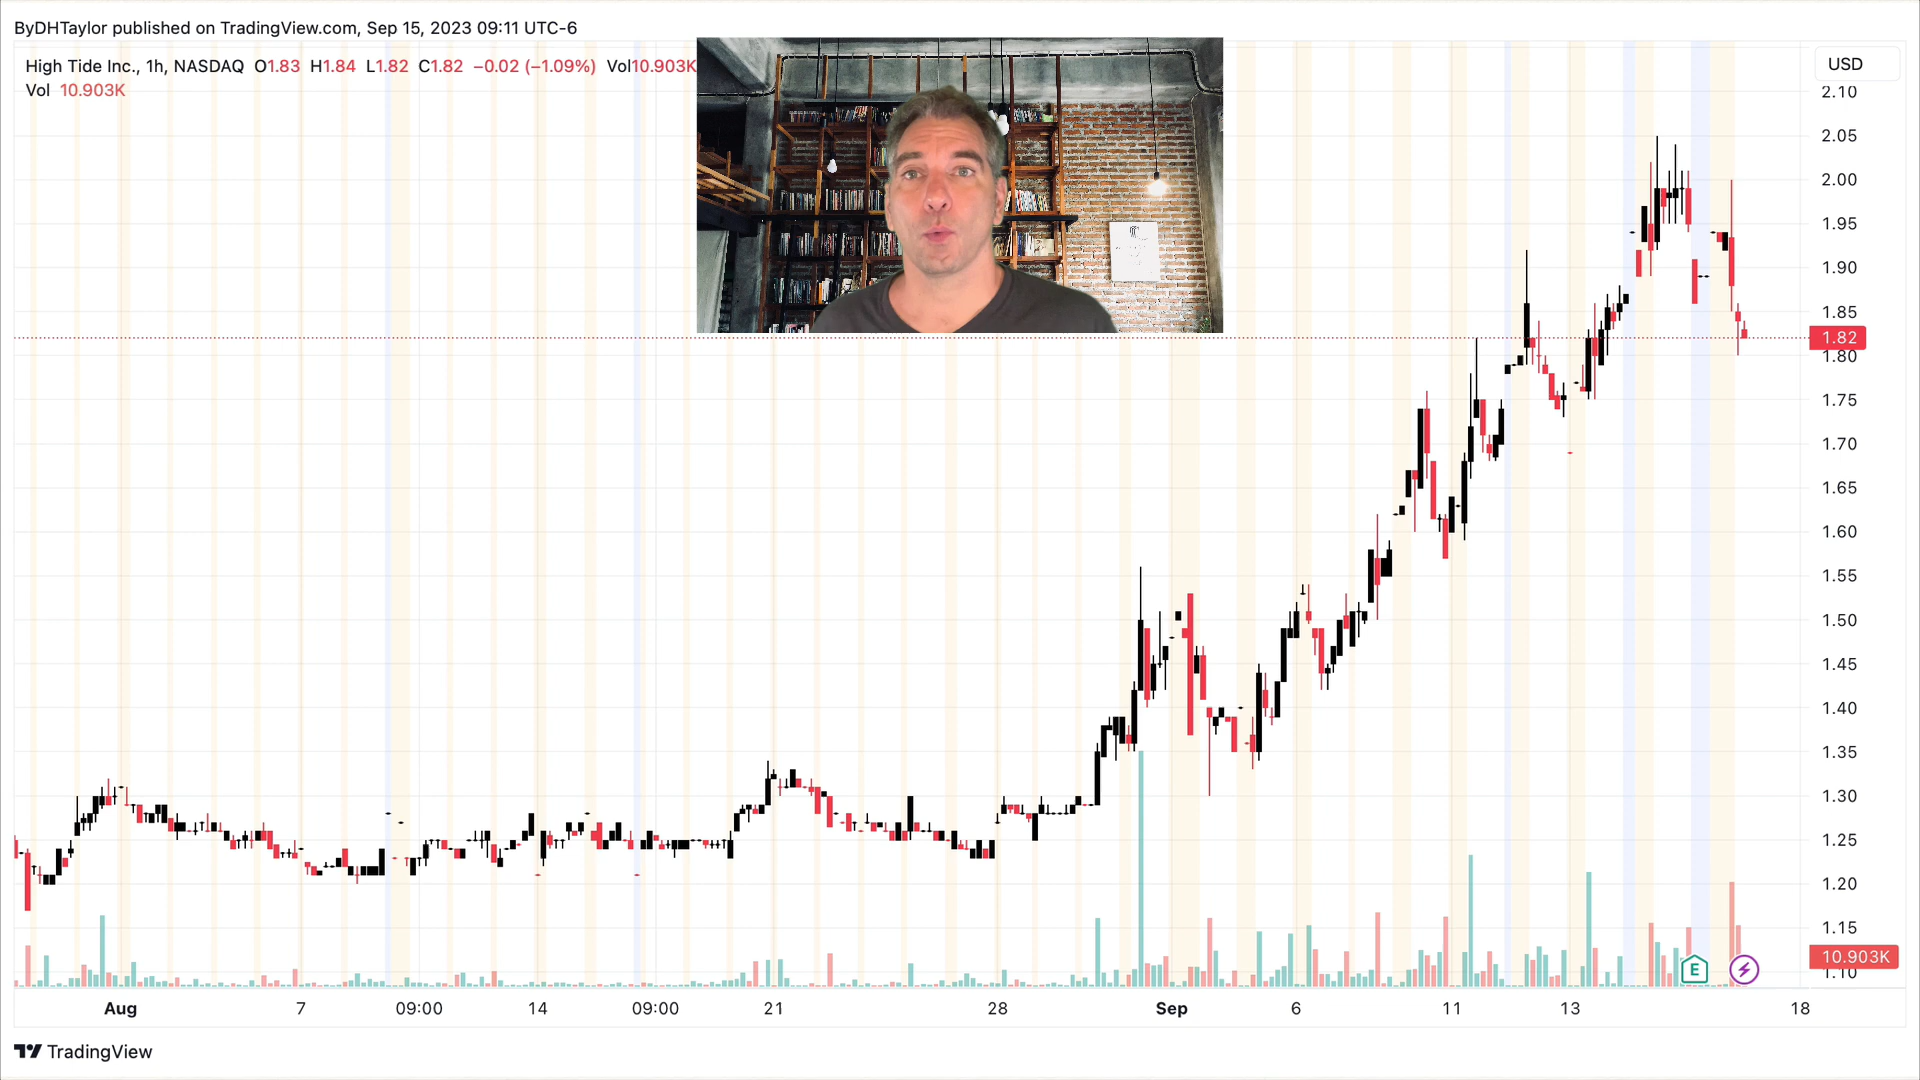 ByDHTaylor published on TradingView.com, Sep 15, 2023 09:11 UTC-6
High Tide Inc., 1h, NASDAQ O1.83 H1.84 L1.82 C1.82 −0.02 (−1.09%) Vol10.903K
Vol 10.903K
USD
2.10
2.05
2.00
1.95
1.90
1.85
1.82
1.80
1.75
1.70
1.65
1.60
1.55
1.50
1.45
1.40
1.35
1.30
1.25
1.20
1.15
10.903K
1.10
E
Aug 7 09:00 14 09:00 21 28 Sep 6 11 13 18
TradingView